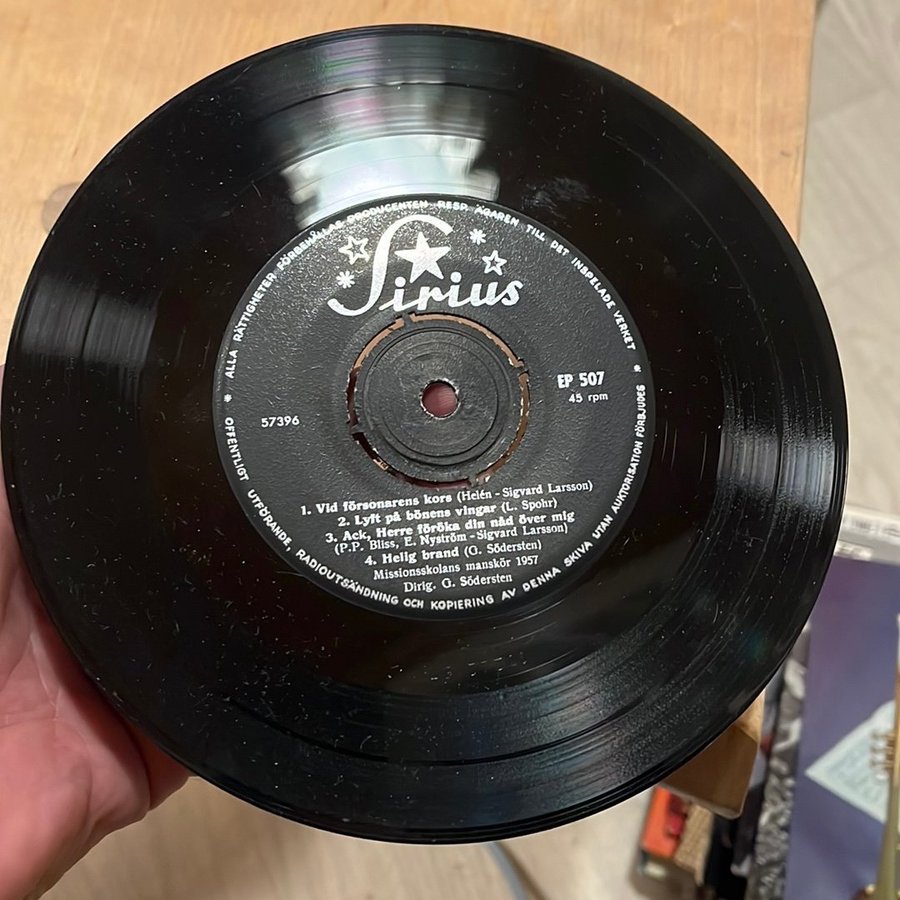 ALLA RÄTTIGHETER FÖRBEHÅLLAS PRODUCENTEN RESP. ÄGAREN TILL DET INSPELADE VERKET
Sirius
EP 507
45 rpm
57396
1. Vid försonarens kors (Helén - Sigvard Larsson)
2. Lyft på bönens vingar (L. Spohr)
3. Ack, Herre föröka din nåd över mig
(P.P. Bliss, E. Nyström - Sigvard Larsson)
4. Helig brand (G. Södersten)
Missionsskolans manskör 1957
Dirig. G. Södersten
OFFENTLIGT UTFÖRANDE, RADIOUTSÄNDNING OCH KOPIERING AV DENNA SKIVA UTAN AUKTORISATION FÖRBJUDES